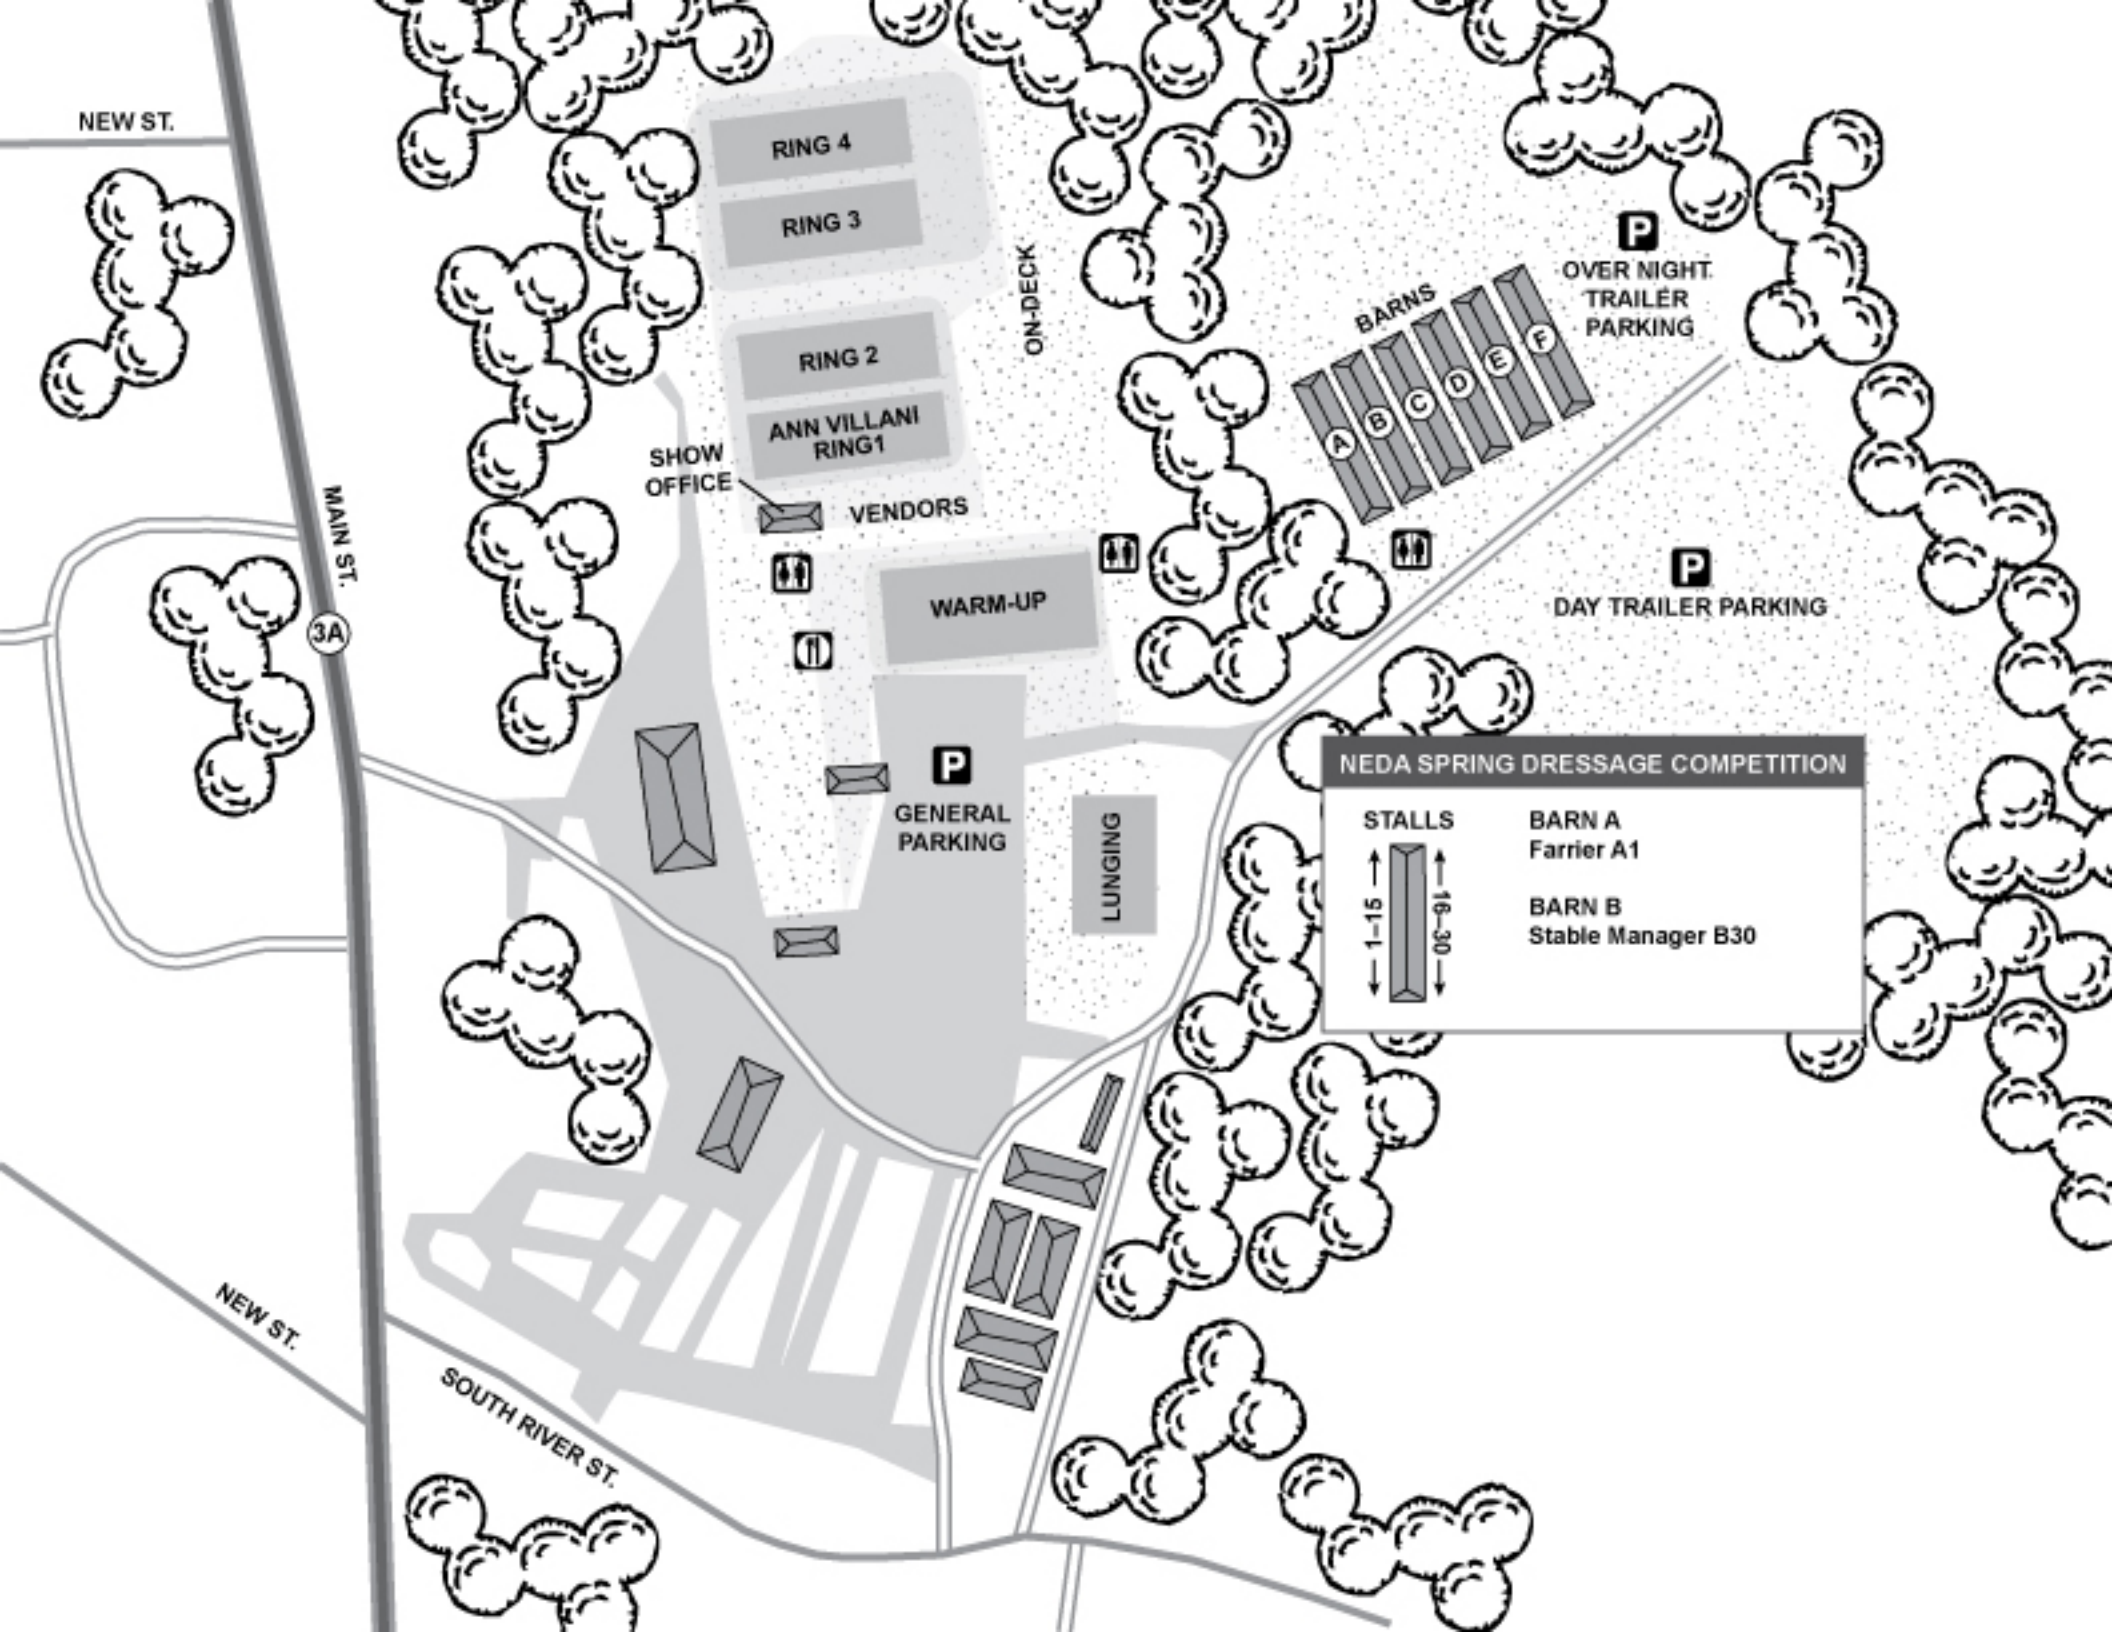 NEW ST.
RING 4
RING 3
ON-DECK
RING 2
ANN VILLANI
RING1
SHOW
OFFICE
VENDORS
WARM-UP
P
OVER NIGHT
TRAILER
PARKING
BARNS
A
B
C
D
E
F
P
DAY TRAILER PARKING
MAIN ST.
3A
P
GENERAL
PARKING
LUNGING
NEDA SPRING DRESSAGE COMPETITION
STALLS
1–15
16–30
BARN A
Farrier A1
BARN B
Stable Manager B30
NEW ST.
SOUTH RIVER ST.